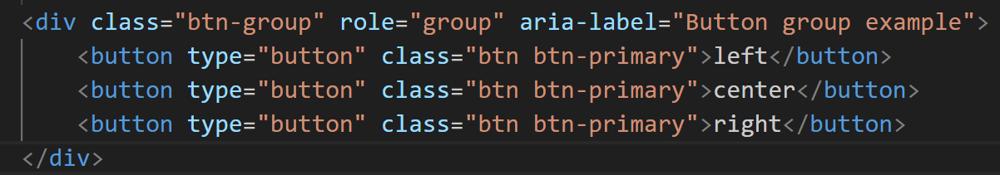 <div class="btn-group" role="group" aria-label="Button group example">
<button type="button" class="btn btn-primary">left</button>
<button type="button" class="btn btn-primary">center</button>
<button type="button" class="btn btn-primary">right</button>
</div>